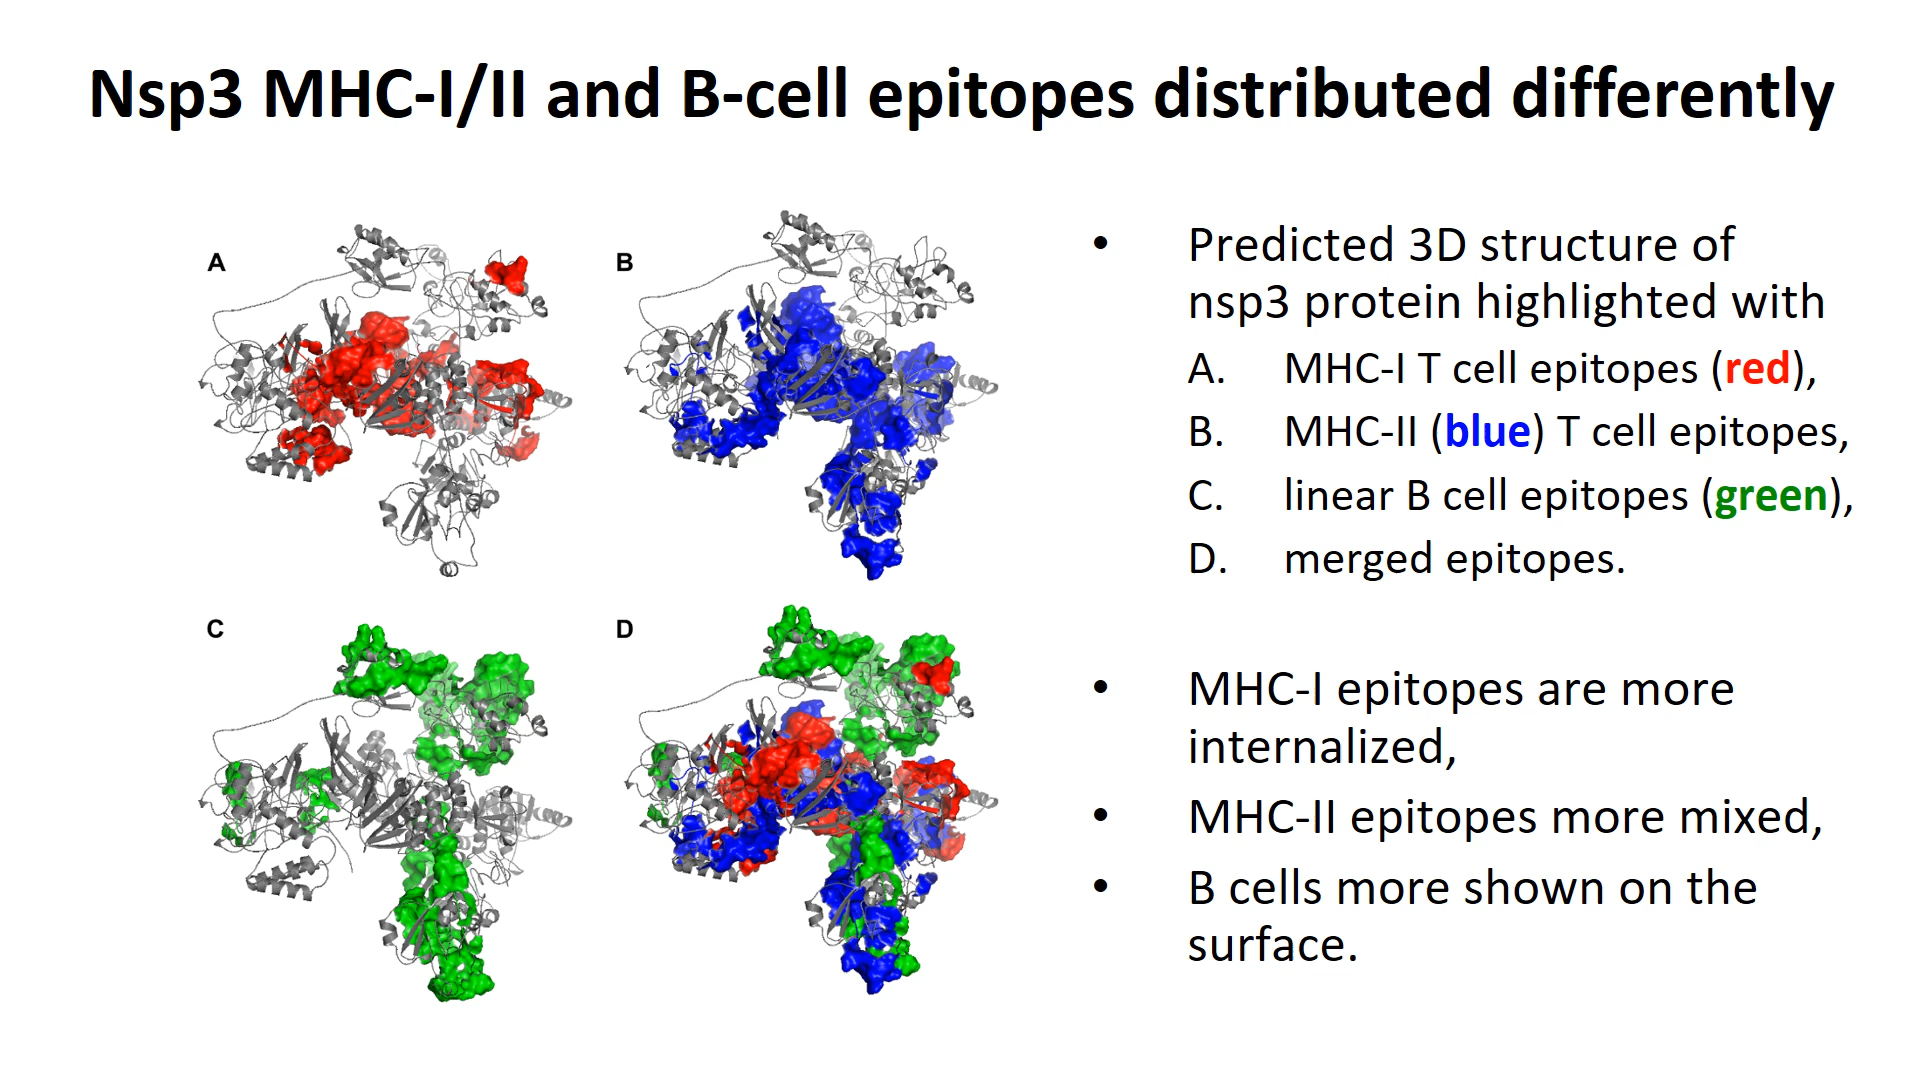 Nsp3 MHC-I/II and B-cell epitopes distributed differently
A
B
C
D
• Predicted 3D structure of
nsp3 protein highlighted with
A. MHC-I T cell epitopes (red),
B. MHC-II (blue) T cell epitopes,
C. linear B cell epitopes (green),
D. merged epitopes.
• MHC-I epitopes are more
internalized,
• MHC-II epitopes more mixed,
• B cells more shown on the
surface.